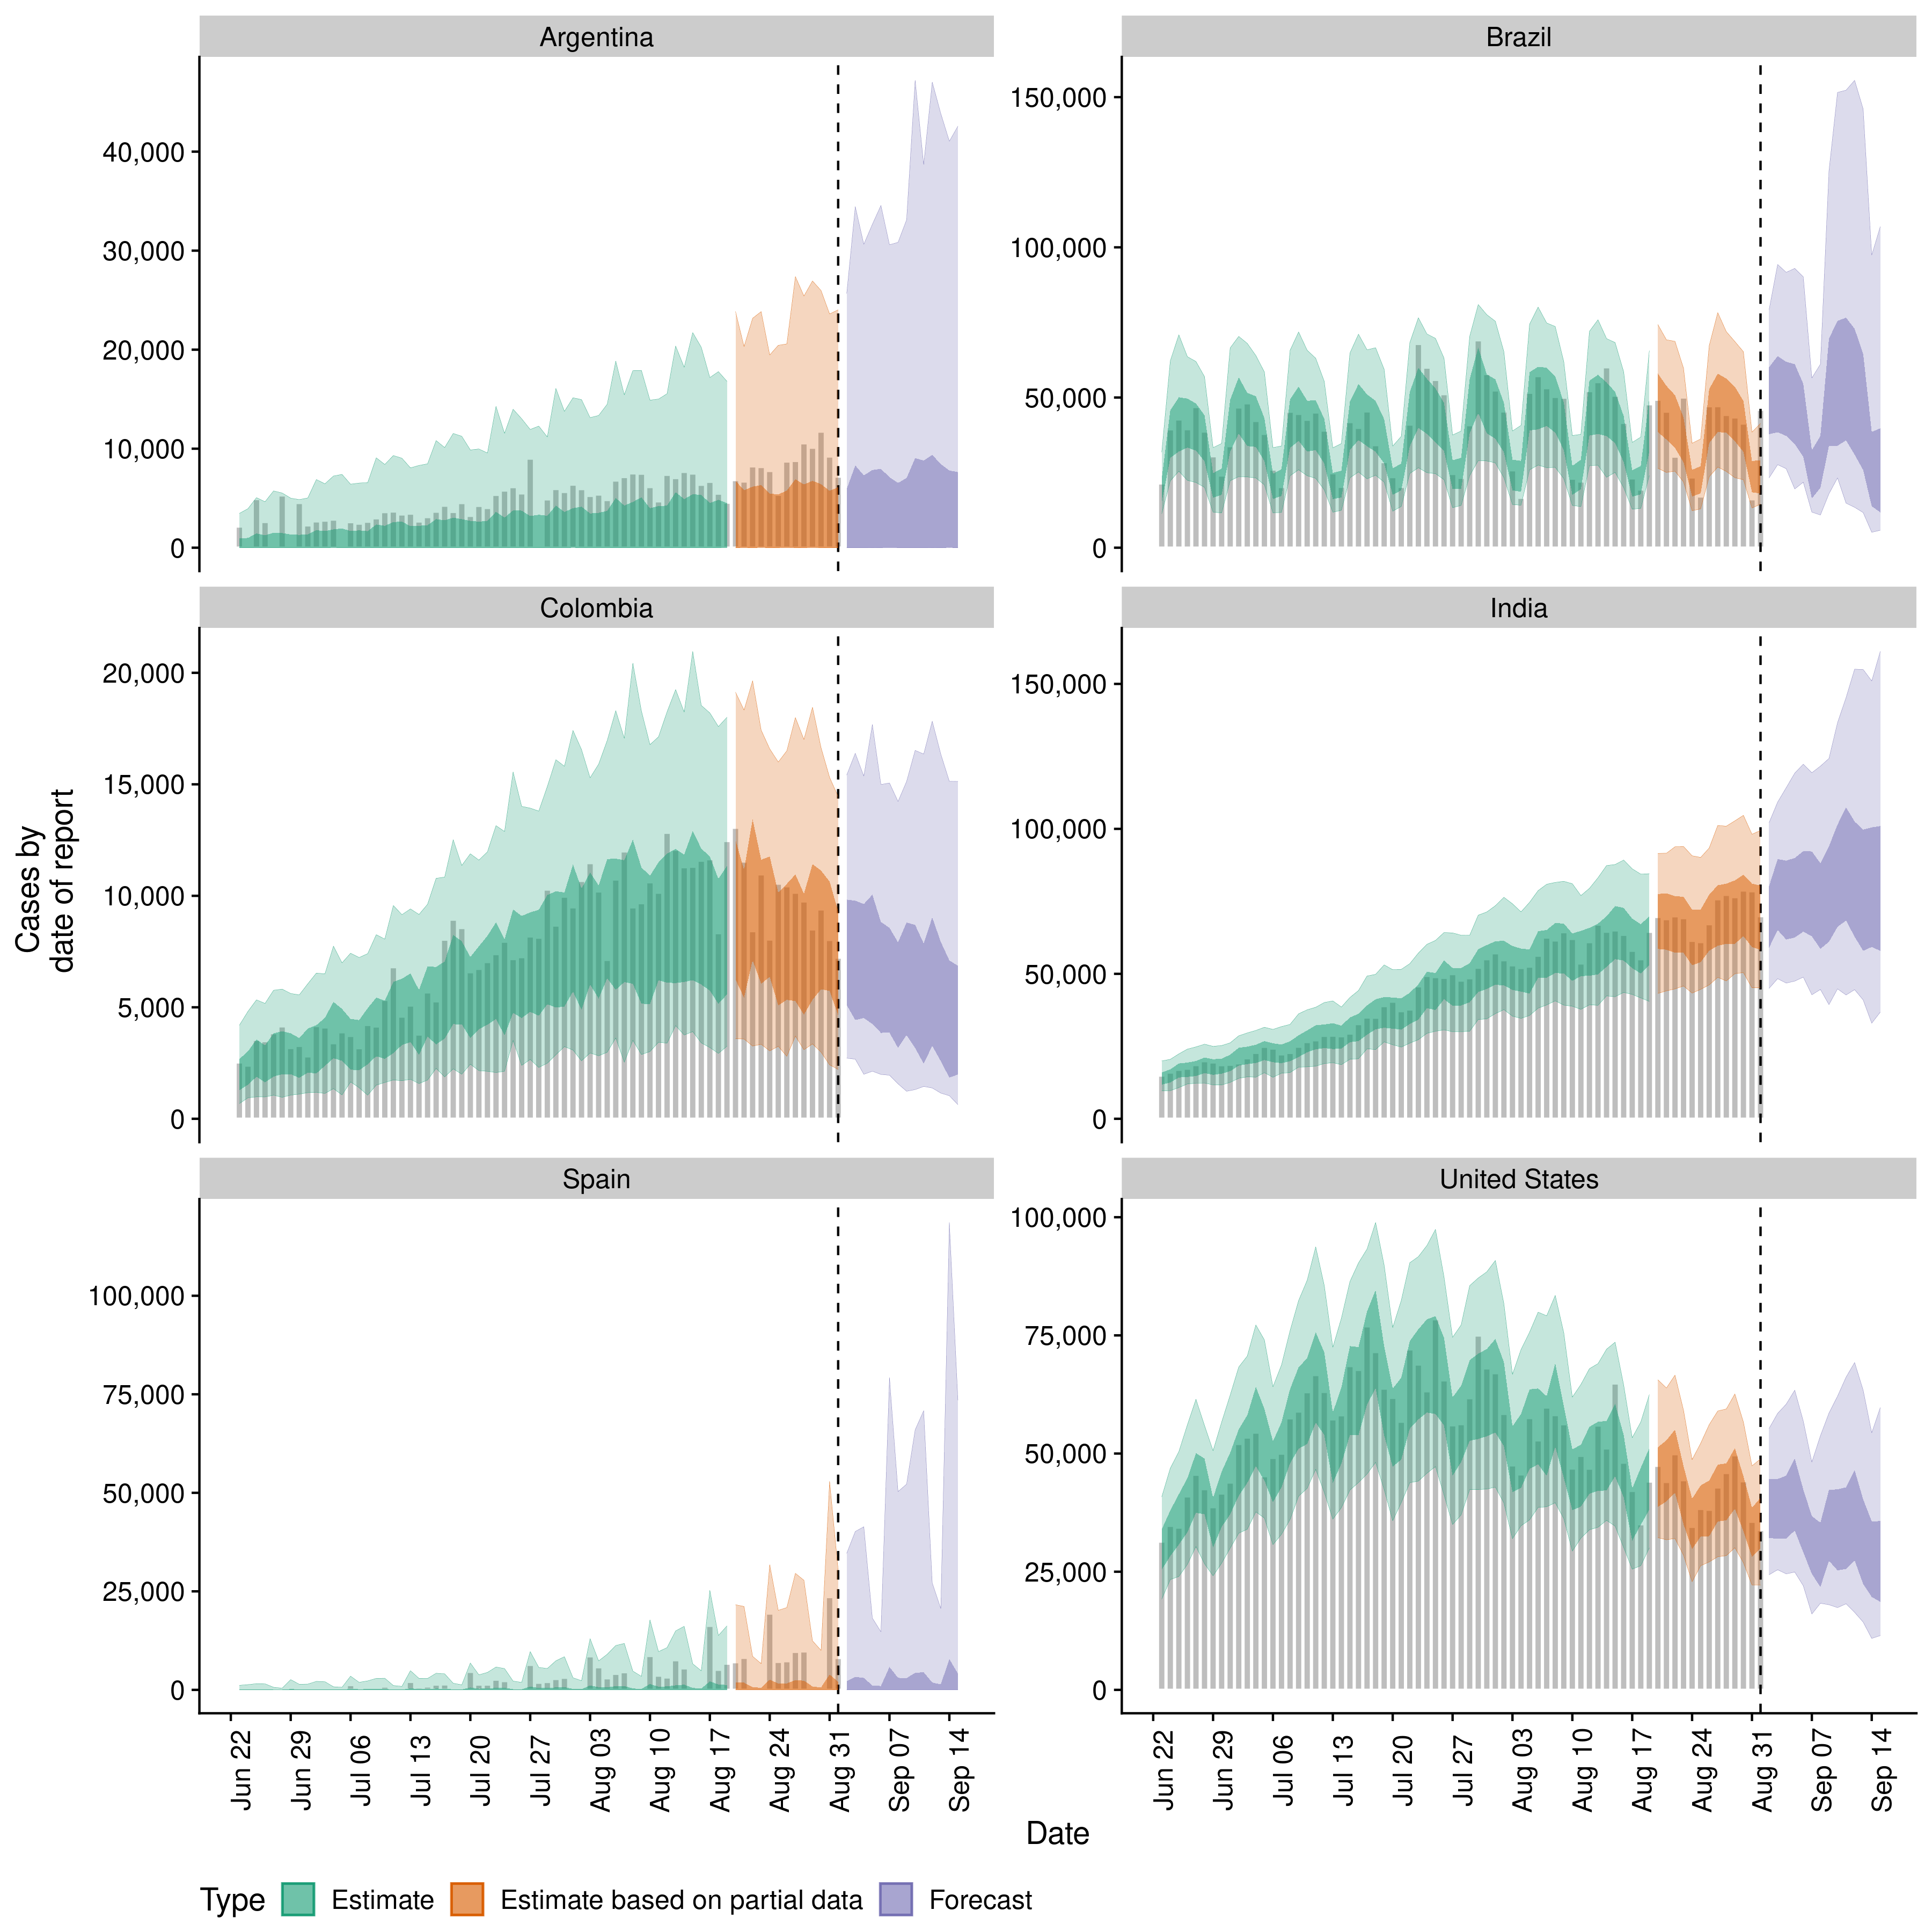 Argentina
Brazil
40,000
30,000
20,000
10,000
0
150,000
100,000
50,000
0
Colombia
India
20,000
15,000
10,000
5,000
0
150,000
100,000
50,000
0
Cases by
date of report
Spain
United States
100,000
75,000
50,000
25,000
0
100,000
75,000
50,000
25,000
0
Jun 22
Jun 29
Jul 06
Jul 13
Jul 20
Jul 27
Aug 03
Aug 10
Aug 17
Aug 24
Aug 31
Sep 07
Sep 14
Jun 22
Jun 29
Jul 06
Jul 13
Jul 20
Jul 27
Aug 03
Aug 10
Aug 17
Aug 24
Aug 31
Sep 07
Sep 14
Date
Type Estimate Estimate based on partial data Forecast